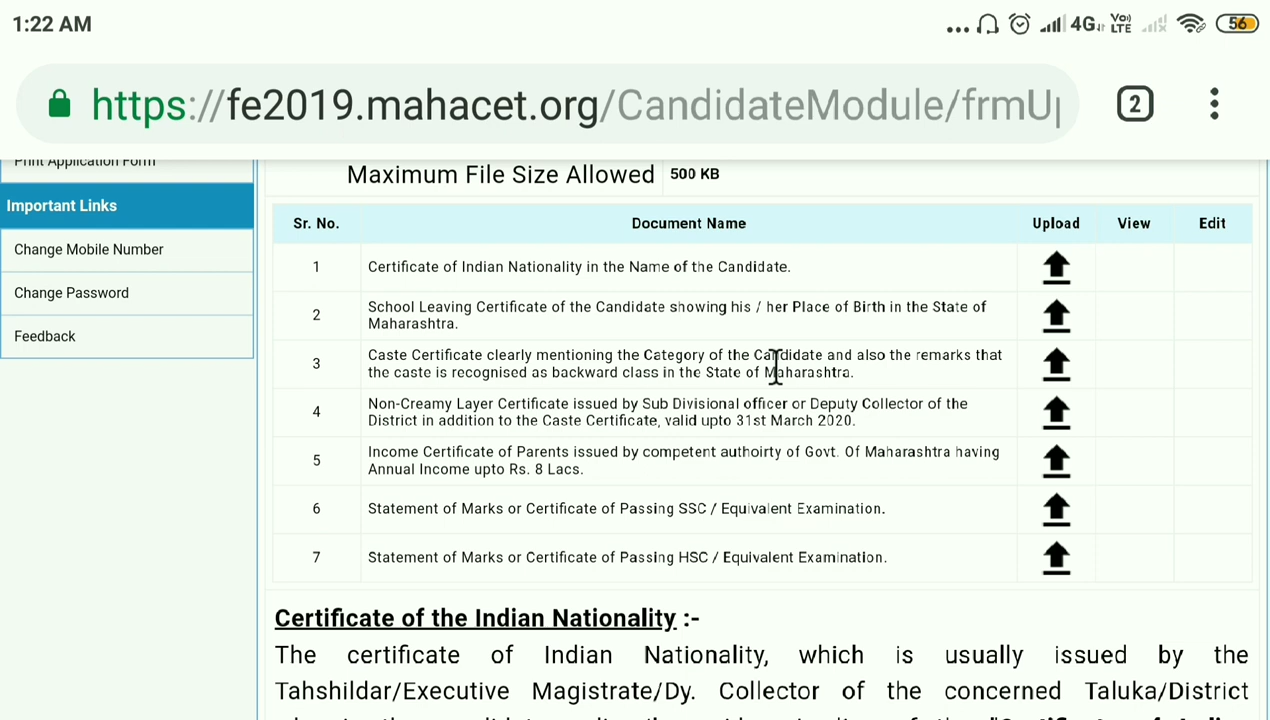 1:22 AM
... 4G Vo) LTE 56
https://fe2019.mahacet.org/CandidateModule/frmUp
2
Print Application Form
Maximum File Size Allowed 500 KB
Important Links
Change Mobile Number
Change Password
Feedback
Sr. No. Document Name Upload View Edit
1 Certificate of Indian Nationality in the Name of the Candidate.
2 School Leaving Certificate of the Candidate showing his / her Place of Birth in the State of
Maharashtra.
3 Caste Certificate clearly mentioning the Category of the Candidate and also the remarks that
the caste is recognised as backward class in the State of Maharashtra.
4 Non-Creamy Layer Certificate issued by Sub Divisional officer or Deputy Collector of the
District in addition to the Caste Certificate, valid upto 31st March 2020.
5 Income Certificate of Parents issued by competent authoirty of Govt. Of Maharashtra having
Annual Income upto Rs. 8 Lacs.
6 Statement of Marks or Certificate of Passing SSC / Equivalent Examination.
7 Statement of Marks or Certificate of Passing HSC / Equivalent Examination.
Certificate of the Indian Nationality :-
The certificate of Indian Nationality, which is usually issued by the
Tahshildar/Executive Magistrate/Dy. Collector of the concerned Taluka/District